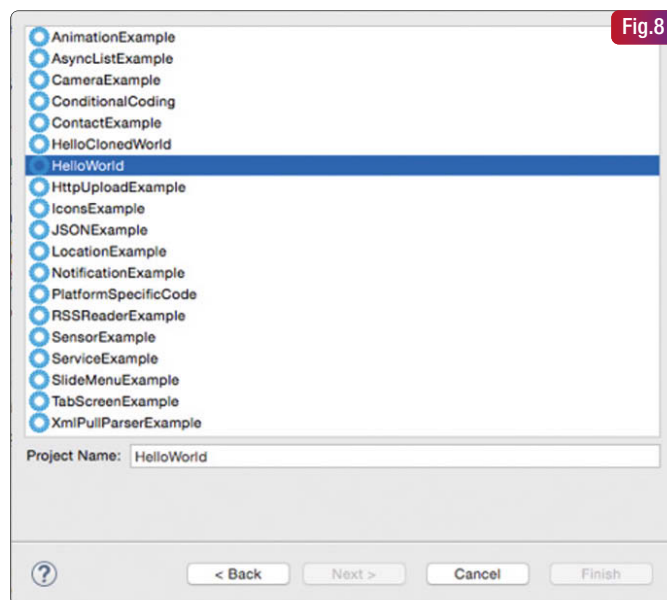 Fig.8
AnimationExample
AsyncListExample
CameraExample
ConditionalCoding
ContactExample
HelloClonedWorld
HelloWorld
HttpUploadExample
IconsExample
JSONExample
LocationExample
NotificationExample
PlatformSpecificCode
RSSReaderExample
SensorExample
ServiceExample
SlideMenuExample
TabScreenExample
XmlPullParserExample
Project Name: HelloWorld
? < Back Next > Cancel Finish